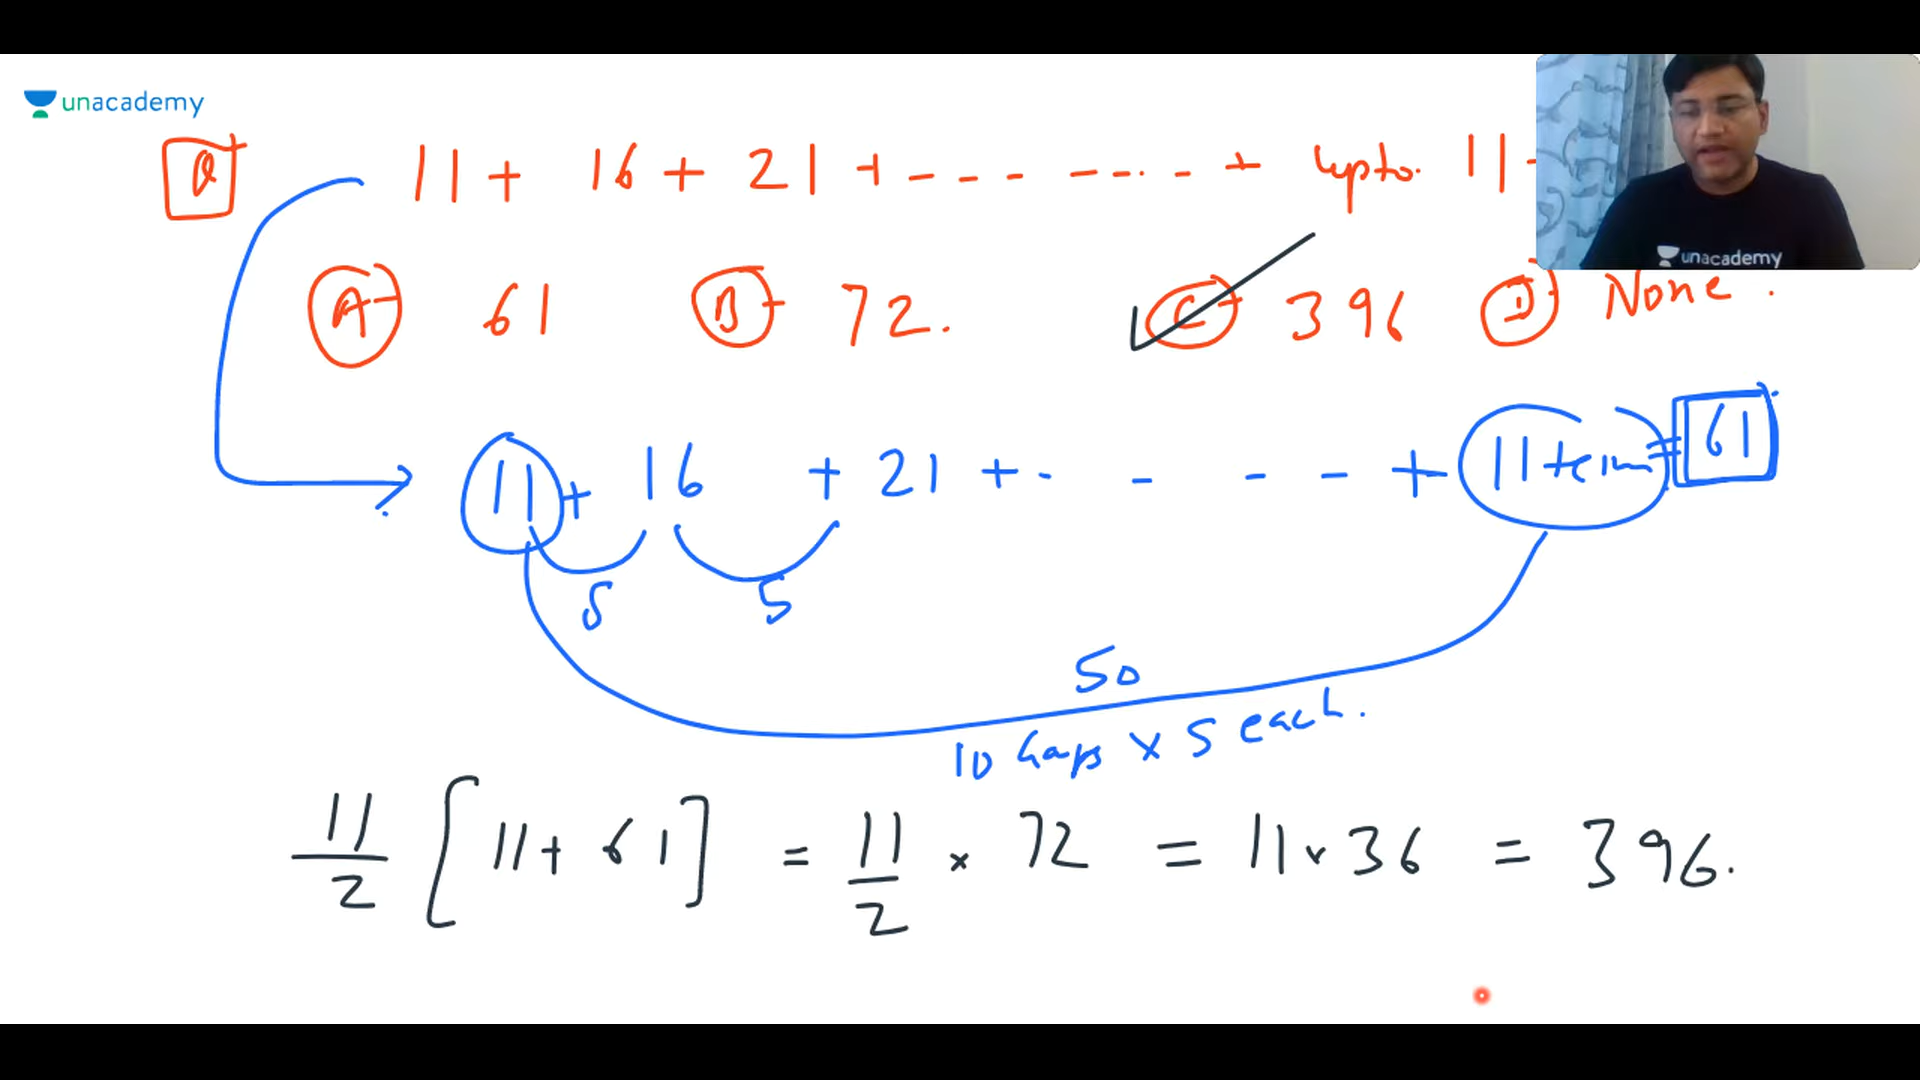 unacademy
Q 11 + 16 + 21 + - - - - - - - + upto. 11
A 61 B 72. C 396 D None.
11 + 16 + 21 + - - - - + 11 term = 61
5 5
50
10 Gaps x 5 each.
11/2 [11 + 61] = 11/2 x 72 = 11 x 36 = 396.
unacademy